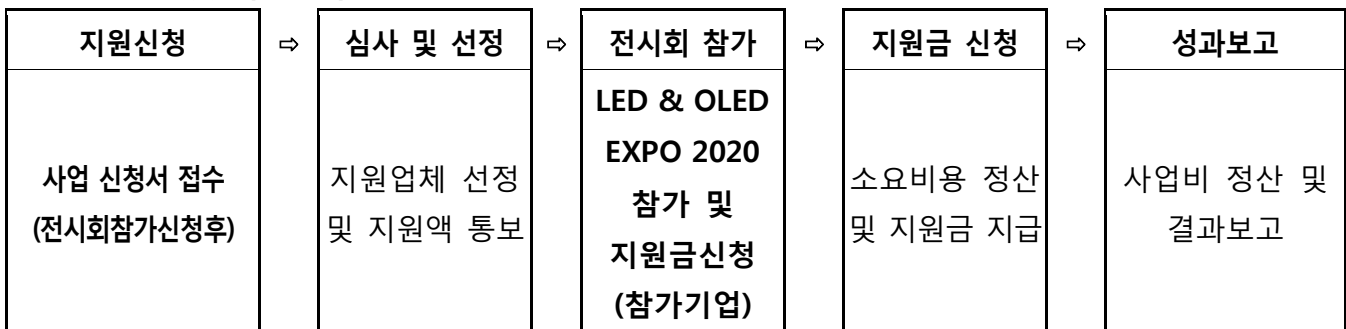 지원신청 ⇨ 심사 및 선정 ⇨ 전시회 참가 ⇨ 지원금 신청 ⇨ 성과보고
사업 신청서 접수
(전시회참가신청후)
지원업체 선정
및 지원액 통보
LED & OLED
EXPO 2020
참가 및
지원금신청
(참가기업)
소요비용 정산
및 지원금 지급
사업비 정산 및
결과보고